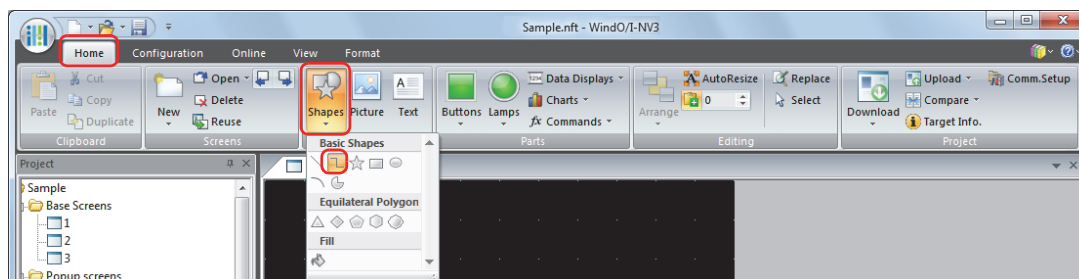 Sample.nft - WindO/I-NV3
Home Configuration Online View Format
Cut
Copy
Duplicate
Paste
Clipboard
New
Open
Delete
Reuse
Screens
Shapes Picture Text
Buttons Lamps
1234 Data Displays
Charts
fx Commands
Parts
Arrange
AutoResize
0
Replace
Select
Editing
Download
Upload
Compare
Target Info.
Comm.Setup
Project
Basic Shapes
Equilateral Polygon
Fill
Project
Sample
Base Screens
1
2
3
Popup screens